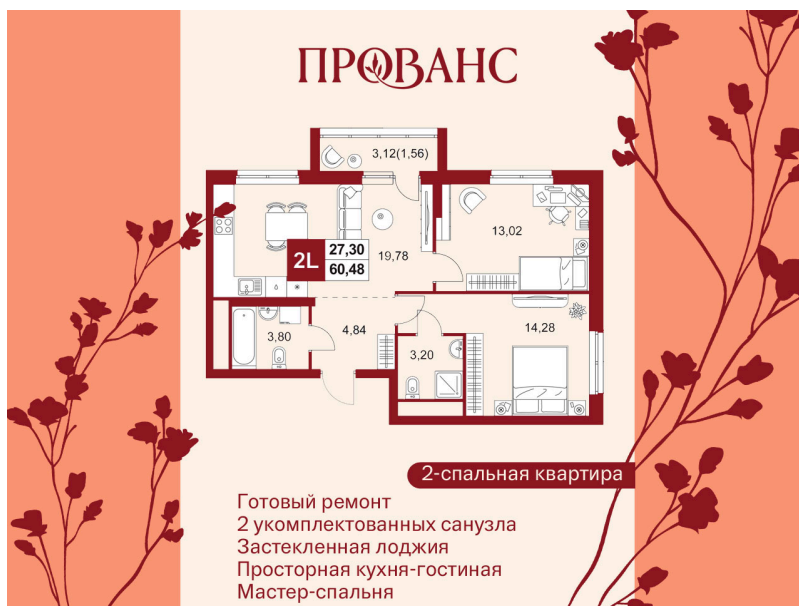 ПРОВАНС
3,12(1,56)
13,02
27,30
2L
19,78
60,48
3,80
4,84
3,20
14,28
2-спальная квартира
Готовый ремонт
2 укомплектованных санузла
Застекленная лоджия
Просторная кухня-гостиная
Мастер-спальня